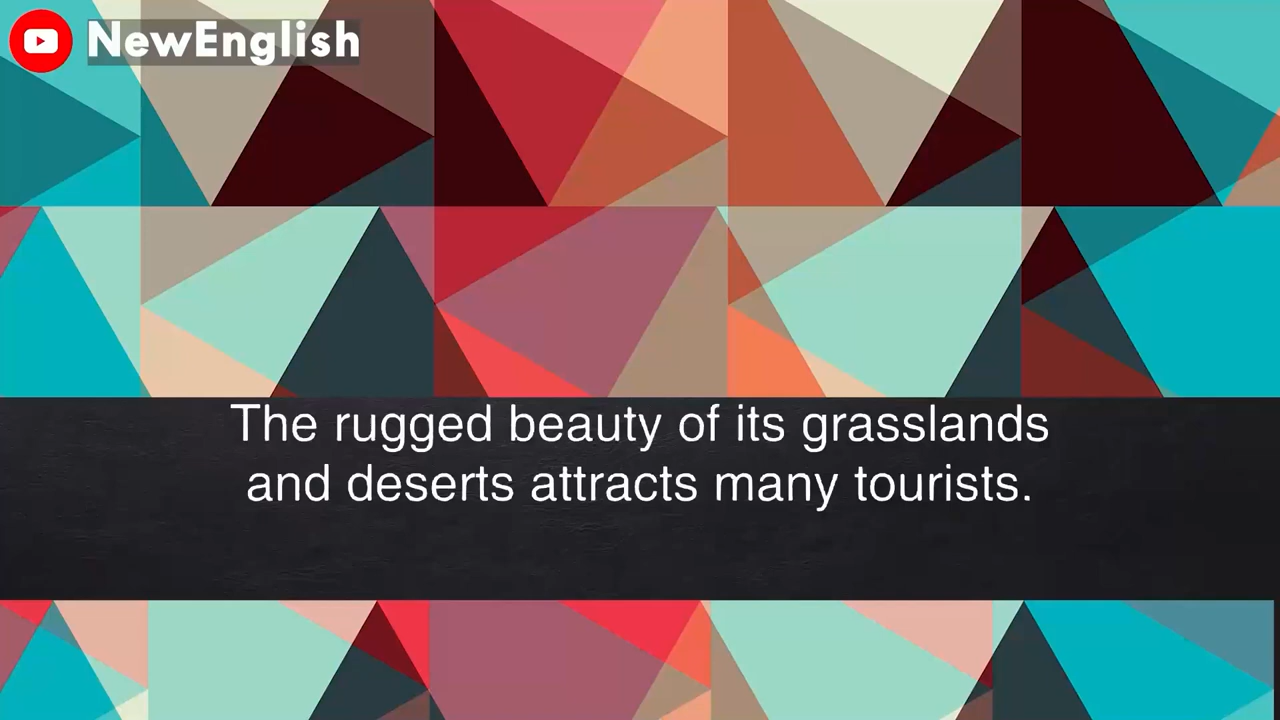 NewEnglish
The rugged beauty of its grasslands
and deserts attracts many tourists.